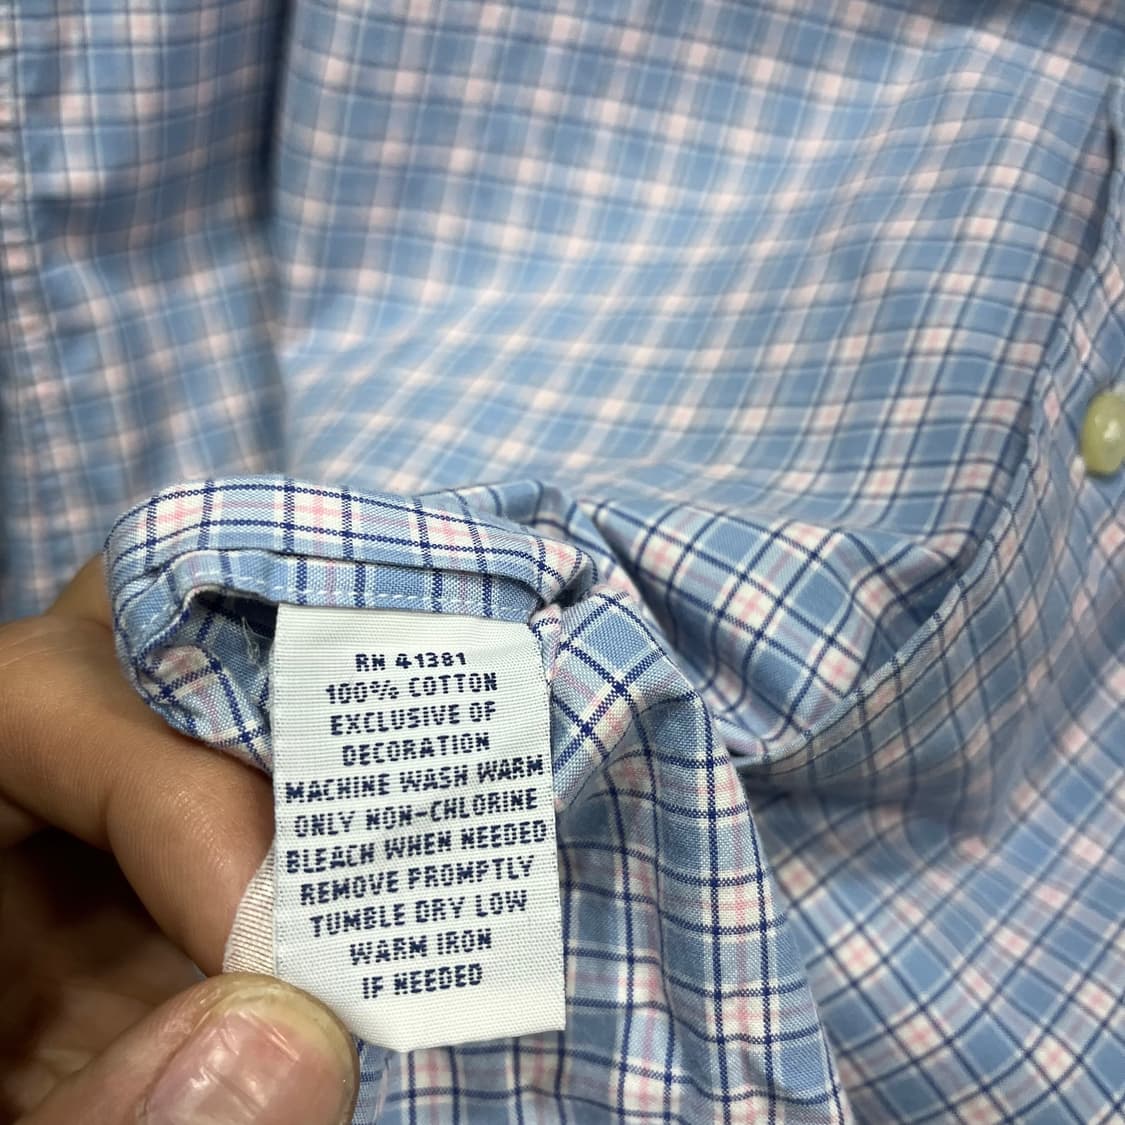 RN 41381
100% COTTON
EXCLUSIVE OF
DECORATION
MACHINE WASH WARM
ONLY NON-CHLORINE
BLEACH WHEN NEEDED
REMOVE PROMPTLY
TUMBLE DRY LOW
WARM IRON
IF NEEDED